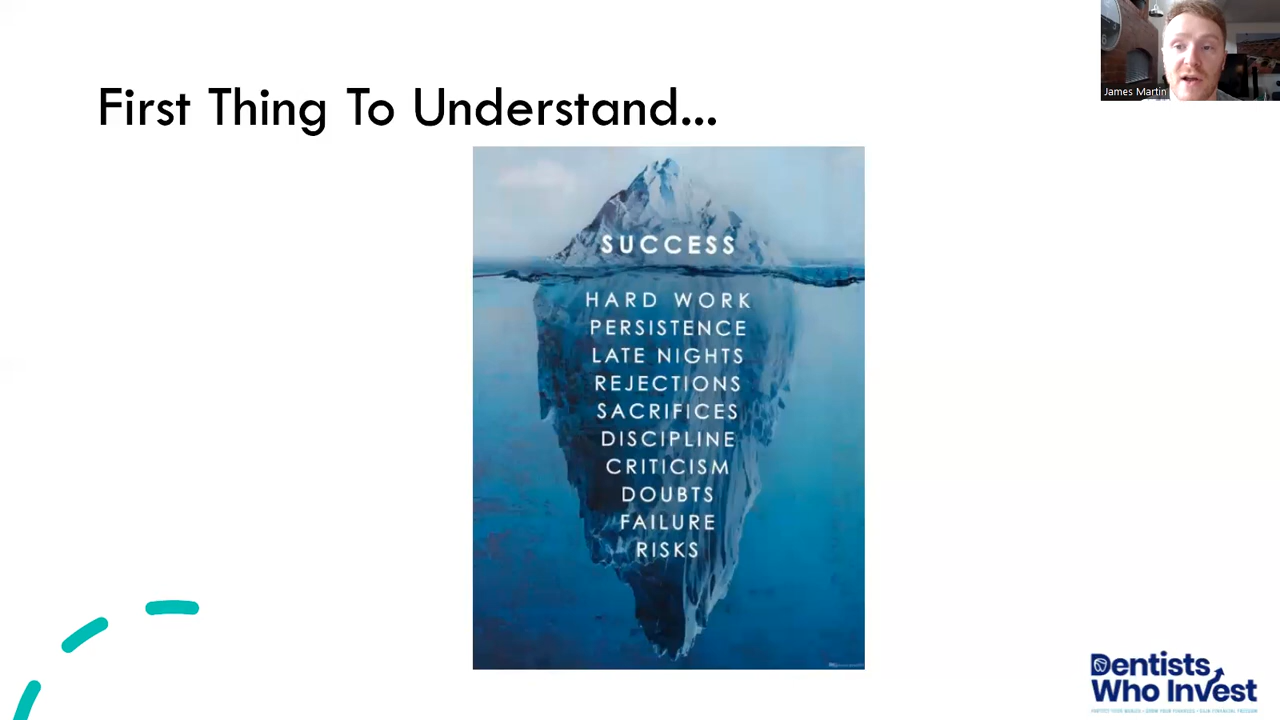 First Thing To Understand...
James Martin
SUCCESS
HARD WORK
PERSISTENCE
LATE NIGHTS
REJECTIONS
SACRIFICES
DISCIPLINE
CRITICISM
DOUBTS
FAILURE
RISKS
Dentists
Who Invest